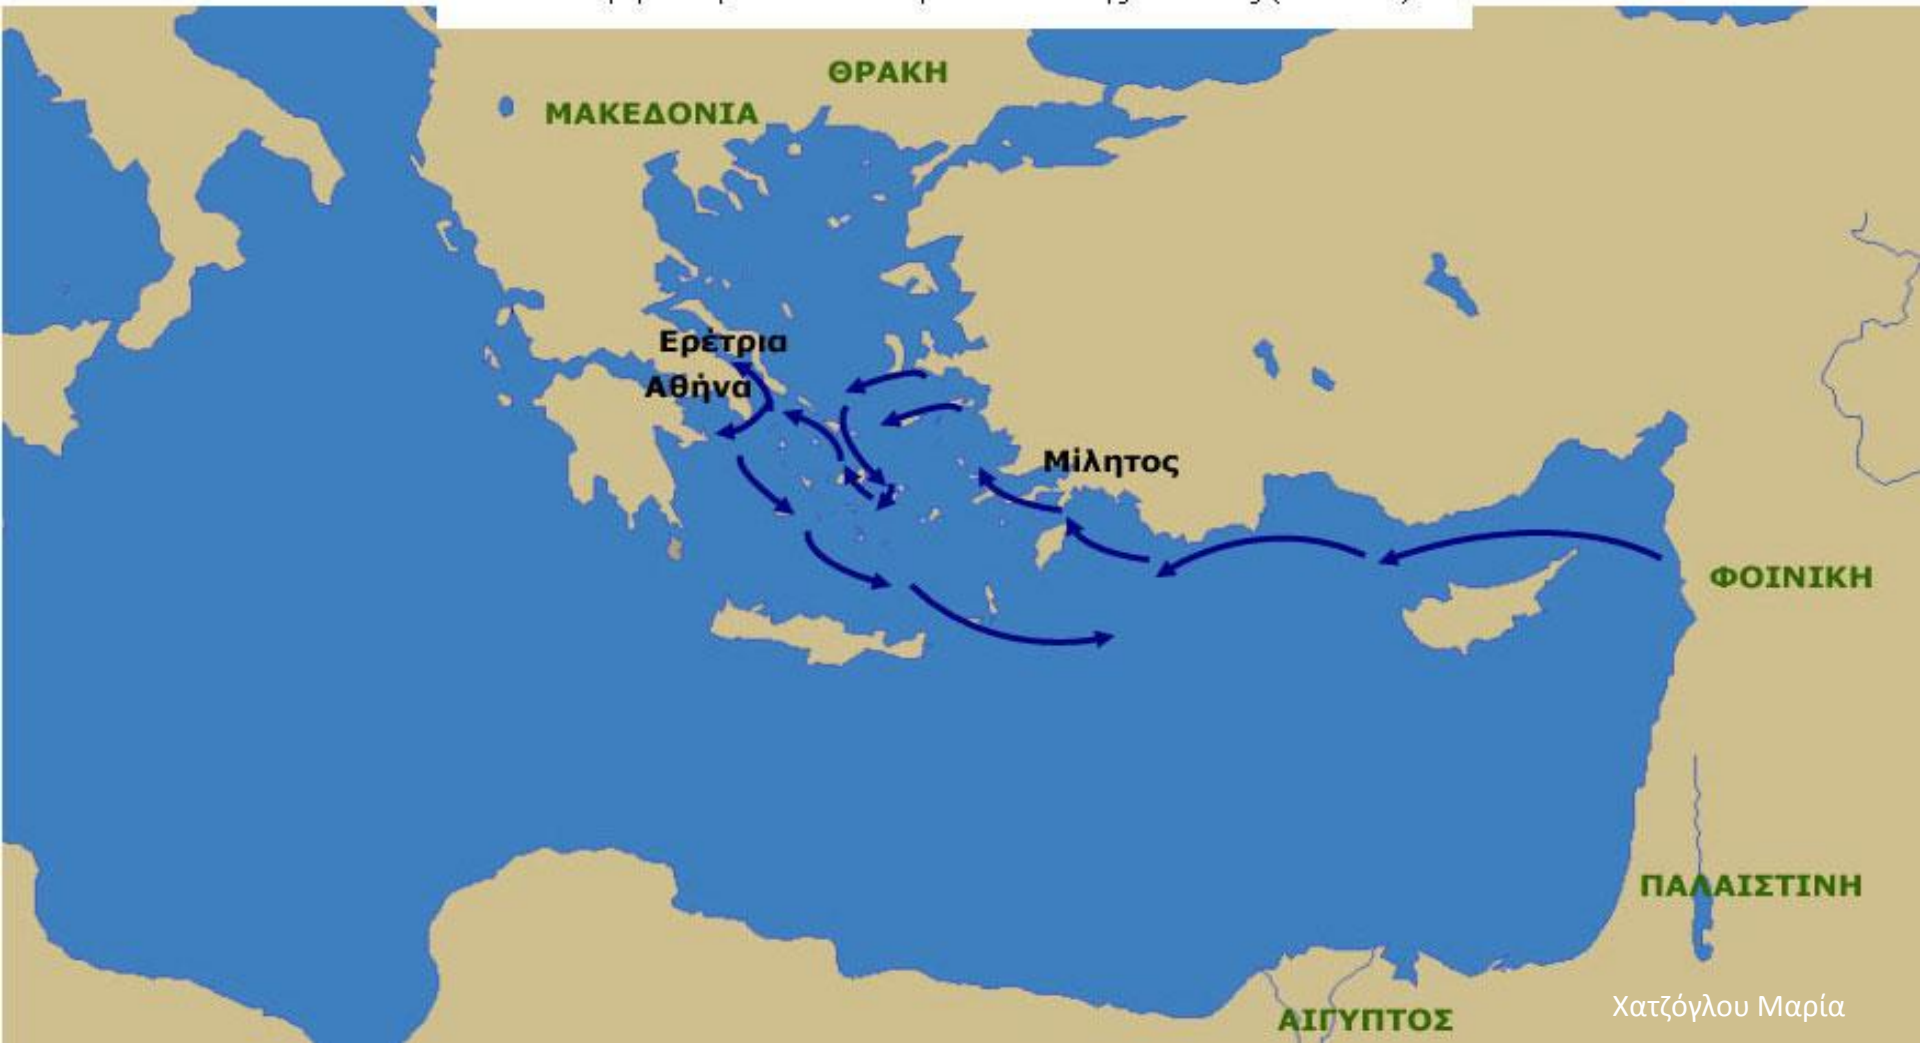 ΘΡΑΚΗ
ΜΑΚΕΔΟΝΙΑ
Ερέτρια
Αθήνα
Μίλητος
ΦΟΙΝΙΚΗ
ΠΑΛΑΙΣΤΙΝΗ
ΑΙΓΥΠΤΟΣ
Χατζόγλου Μαρία